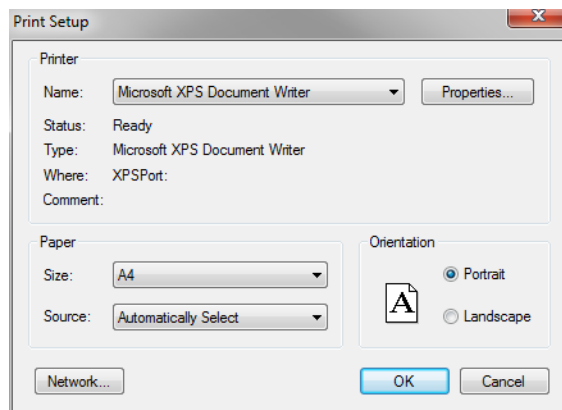 Print Setup
Printer
Name: Microsoft XPS Document Writer Properties...
Status: Ready
Type: Microsoft XPS Document Writer
Where: XPSPort:
Comment:
Paper
Size: A4
Source: Automatically Select
Orientation
A
Portrait
Landscape
Network... OK Cancel